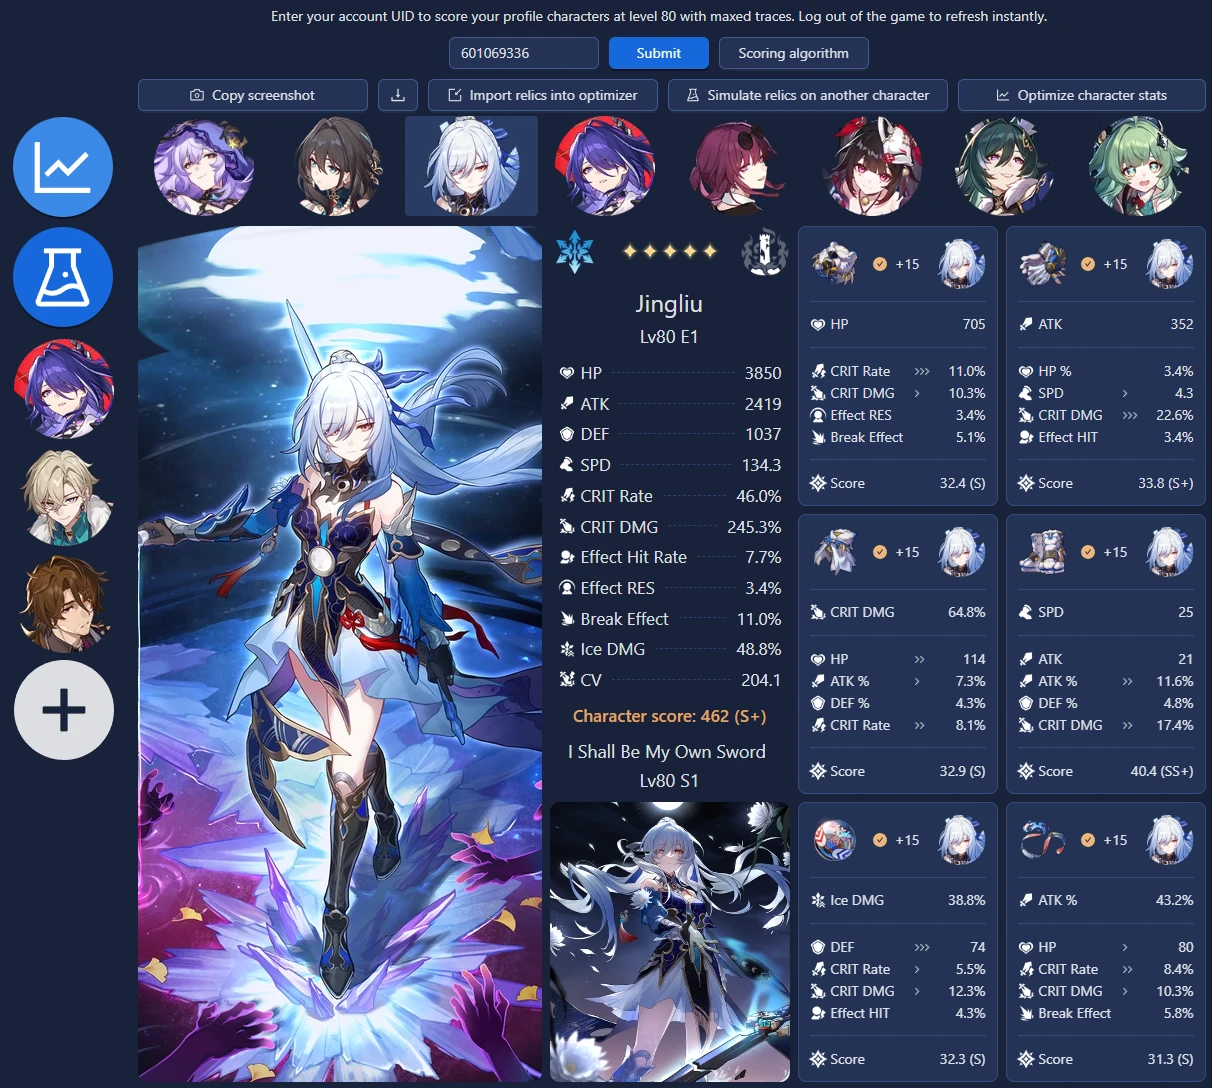 Enter your account UID to score your profile characters at level 80 with maxed traces. Log out of the game to refresh instantly.
601069336 Submit Scoring algorithm
Copy screenshot Import relics into optimizer Simulate relics on another character Optimize character stats
Jingliu
Lv80 E1
HP 3850
ATK 2419
DEF 1037
SPD 134.3
CRIT Rate 46.0%
CRIT DMG 245.3%
Effect Hit Rate 7.7%
Effect RES 3.4%
Break Effect 11.0%
Ice DMG 48.8%
CV 204.1
Character score: 462 (S+)
I Shall Be My Own Sword
Lv80 S1
+15
HP 705
CRIT Rate ››› 11.0%
CRIT DMG › 10.3%
Effect RES 3.4%
Break Effect 5.1%
Score 32.4 (S)
+15
ATK 352
HP % 3.4%
SPD › 4.3
CRIT DMG ››› 22.6%
Effect HIT 3.4%
Score 33.8 (S+)
+15
CRIT DMG 64.8%
HP ›› 114
ATK % › 7.3%
DEF % 4.3%
CRIT Rate ›› 8.1%
Score 32.9 (S)
+15
SPD 25
ATK 21
ATK % ›› 11.6%
DEF % 4.8%
CRIT DMG ›› 17.4%
Score 40.4 (SS+)
+15
Ice DMG 38.8%
DEF ››› 74
CRIT Rate › 5.5%
CRIT DMG › 12.3%
Effect HIT 4.3%
Score 32.3 (S)
+15
ATK % 43.2%
HP › 80
CRIT Rate ›› 8.4%
CRIT DMG › 10.3%
Break Effect 5.8%
Score 31.3 (S)